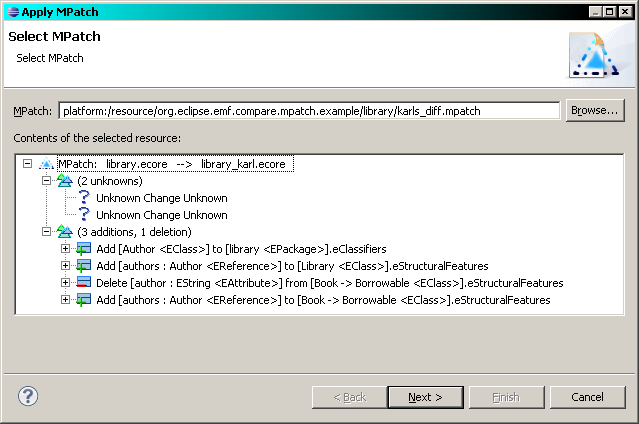 Apply MPatch
Select MPatch
Select MPatch
MPatch: platform:/resource/org.eclipse.emf.compare.mpatch.example/library/karls_diff.mpatch Browse...
Contents of the selected resource:
MPatch: library.ecore --> library_karl.ecore
(2 unknowns)
? Unknown Change Unknown
? Unknown Change Unknown
(3 additions, 1 deletion)
Add [Author <EClass>] to [library <EPackage>].eClassifiers
Add [authors : Author <EReference>] to [Library <EClass>].eStructuralFeatures
Delete [author : EString <EAttribute>] from [Book -> Borrowable <EClass>].eStructuralFeatures
Add [authors : Author <EReference>] to [Book -> Borrowable <EClass>].eStructuralFeatures
? < Back Next > Finish Cancel